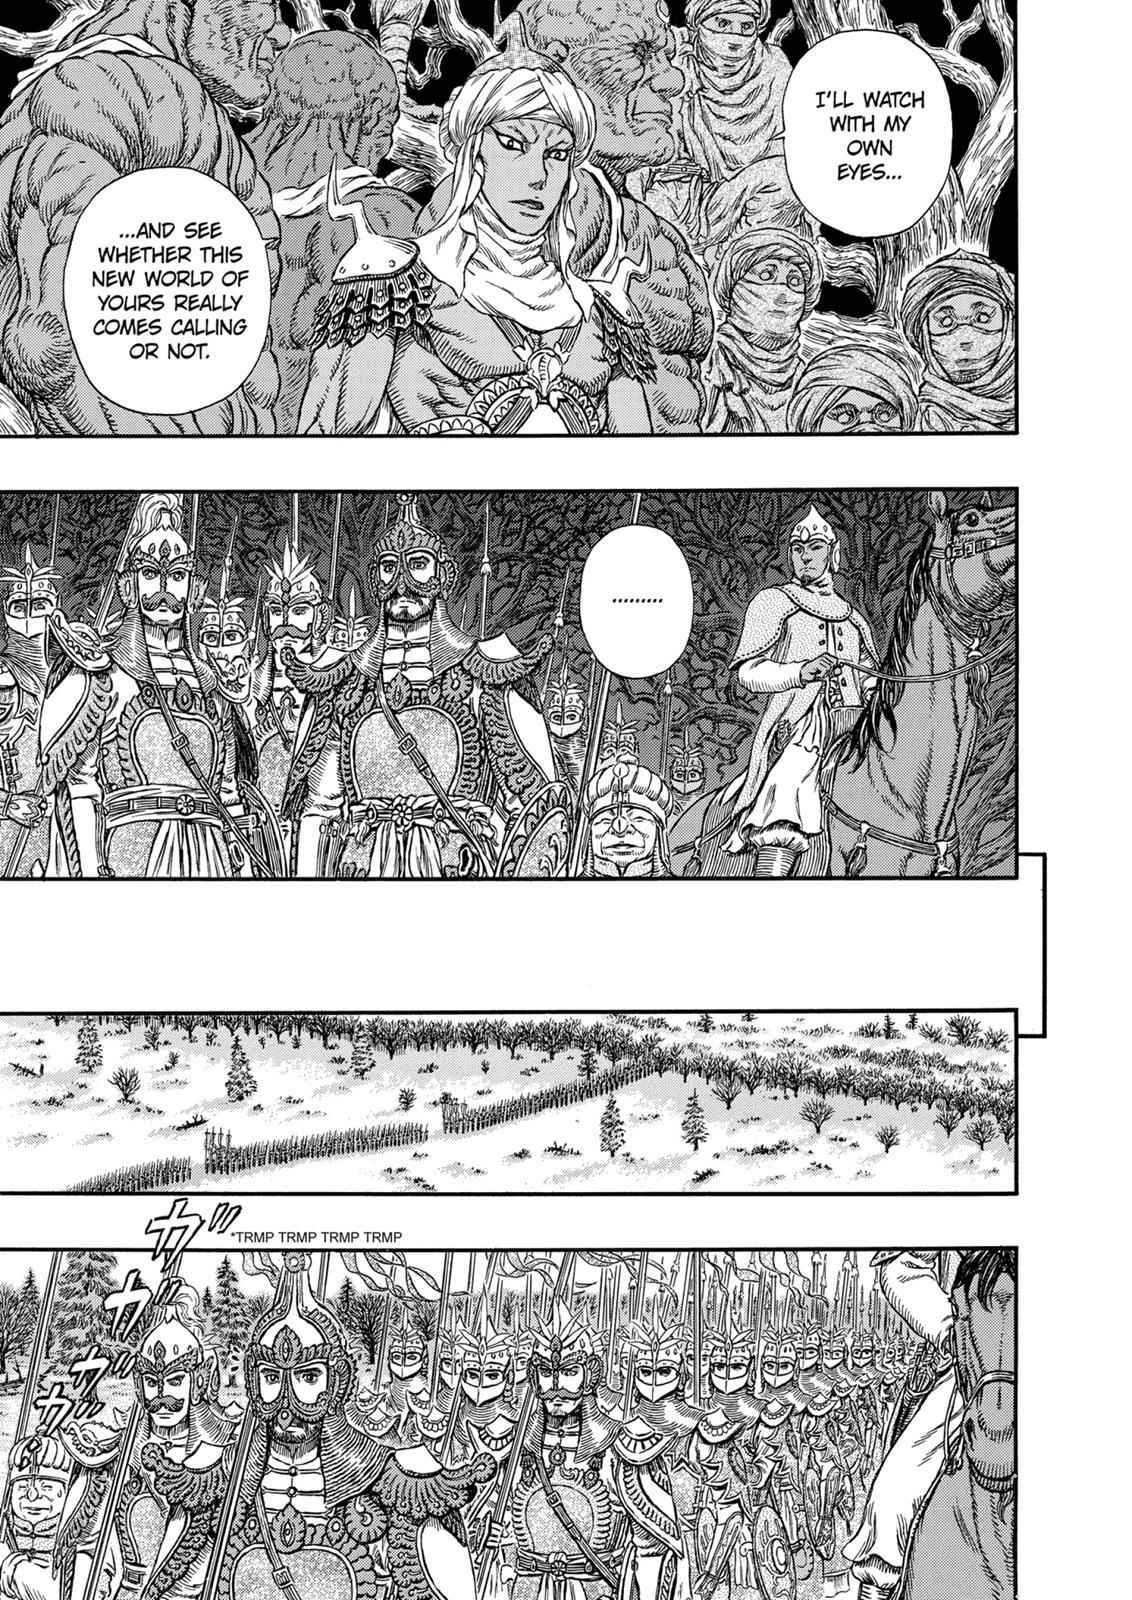 I'LL WATCH
WITH MY
OWN
EYES...
...AND SEE
WHETHER THIS
NEW WORLD OF
YOURS REALLY
COMES CALLING
OR NOT.
..........
ガッ
*TRMP TRMP TRMP TRMP
ガッ
ガッ
ガッ